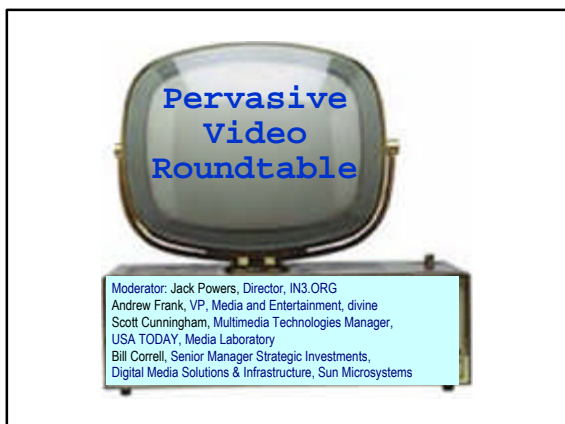 Pervasive
Video
Roundtable
Moderator: Jack Powers, Director, IN3.ORG
Andrew Frank, VP, Media and Entertainment, divine
Scott Cunningham, Multimedia Technologies Manager,
USA TODAY, Media Laboratory
Bill Correll, Senior Manager Strategic Investments,
Digital Media Solutions & Infrastructure, Sun Microsystems